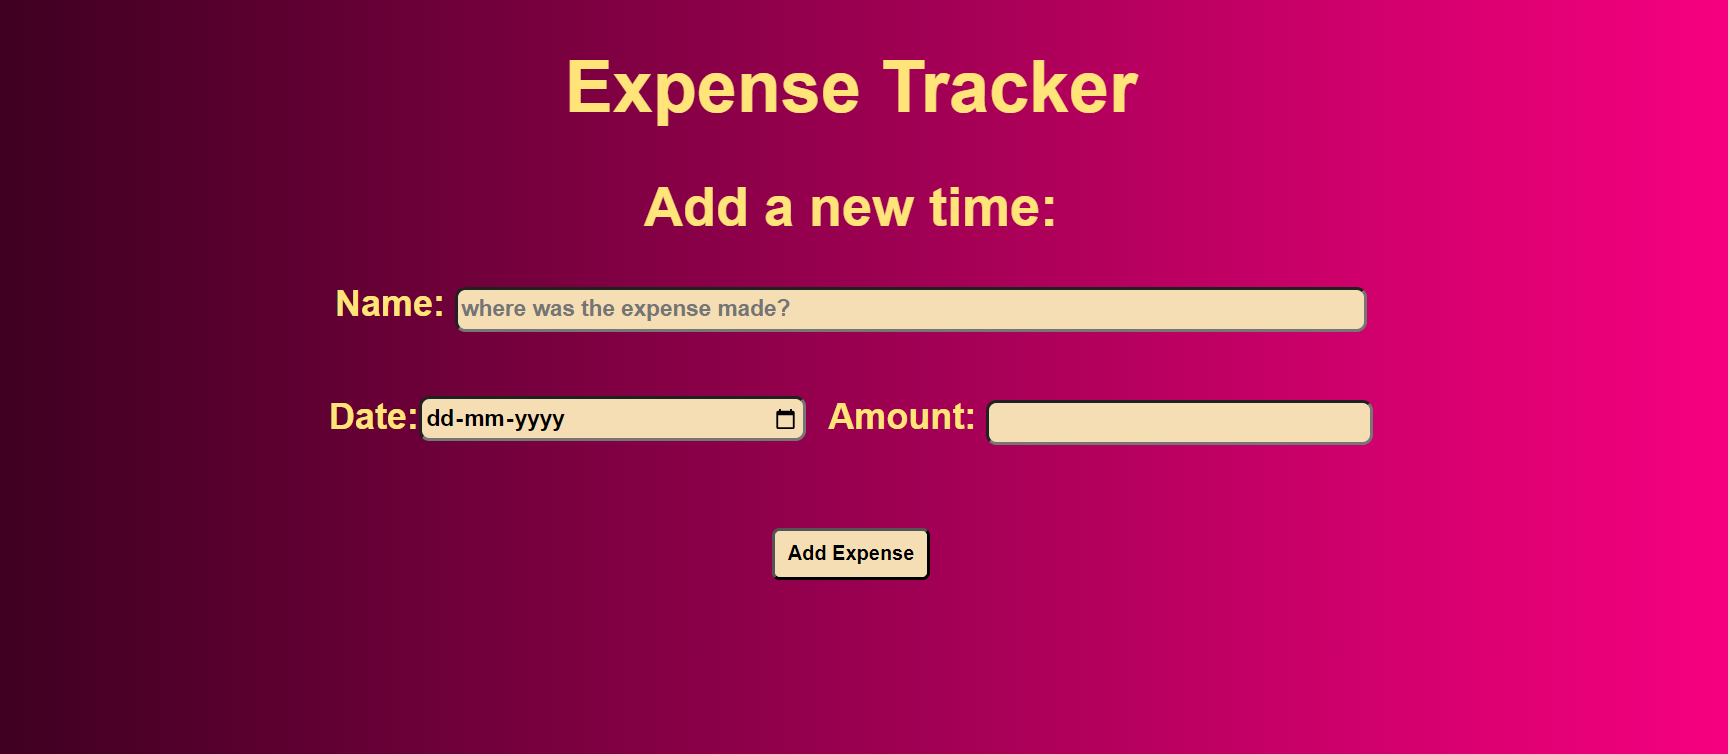 Expense Tracker
Add a new time:
Name: where was the expense made?
Date: dd-mm-yyyy Amount:
Add Expense